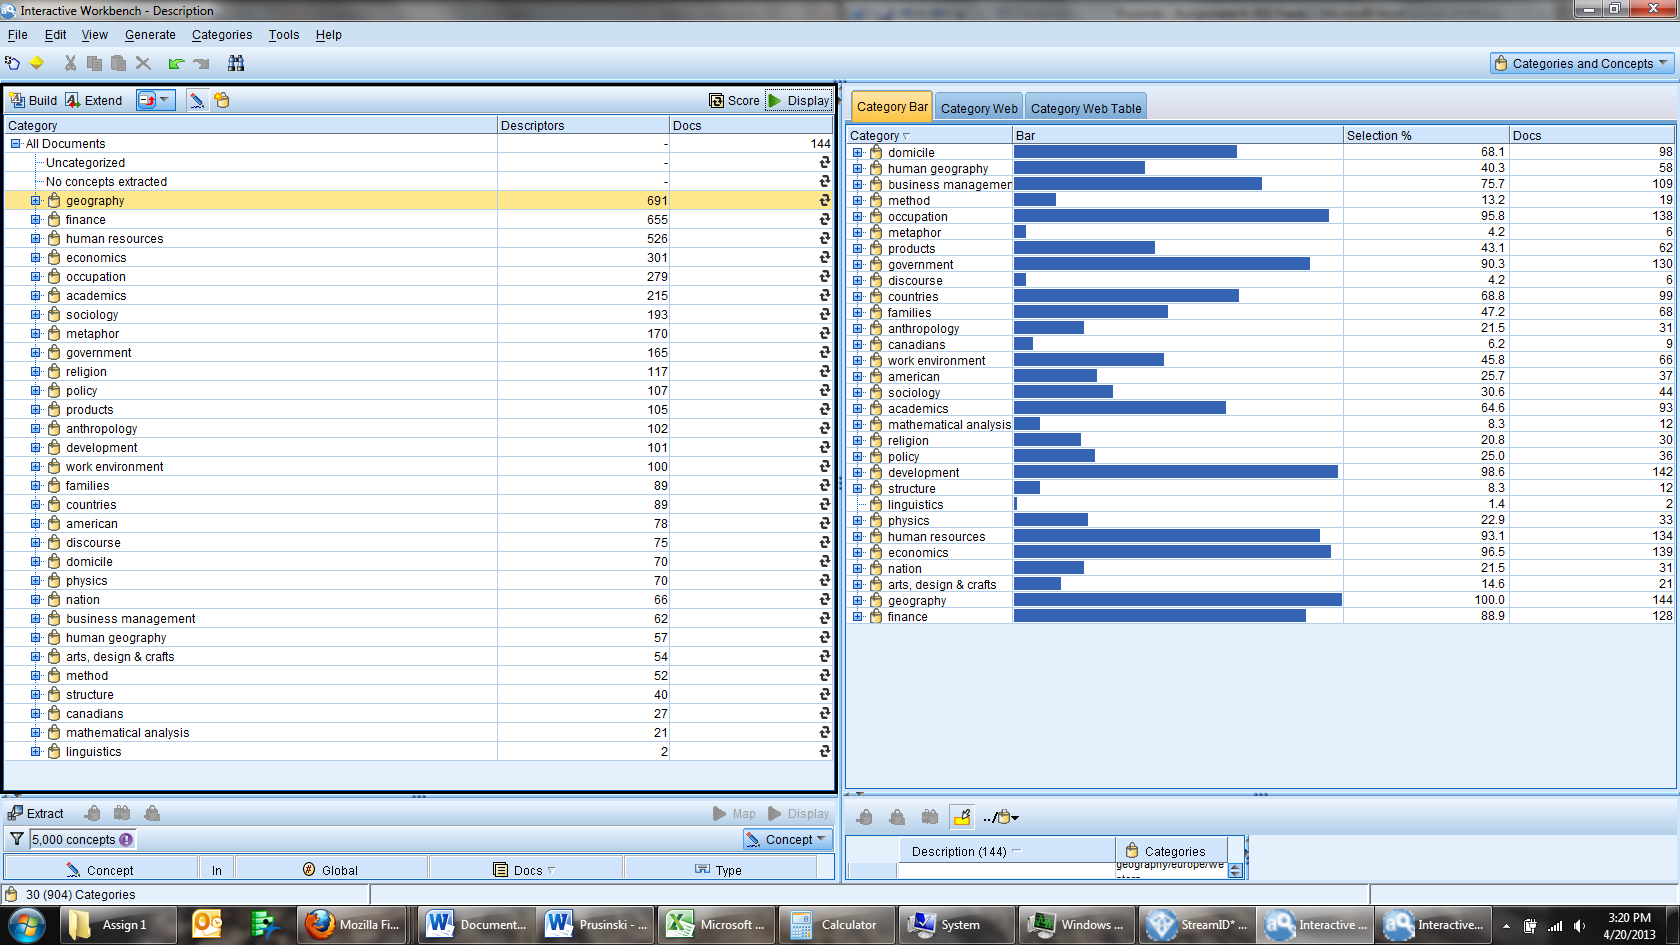 Interactive Workbench - Description
File Edit View Generate Categories Tools Help
Categories and Concepts
Build Extend Score Display
Category Descriptors Docs
All Documents - 144
Uncategorized -
No concepts extracted -
geography 691
finance 655
human resources 526
economics 301
occupation 279
academics 215
sociology 193
metaphor 170
government 165
religion 117
policy 107
products 105
anthropology 102
development 101
work environment 100
families 89
countries 89
american 78
discourse 75
domicile 70
physics 70
nation 66
business management 62
human geography 57
arts, design & crafts 54
method 52
structure 40
canadians 27
mathematical analysis 21
linguistics 2
Extract Map Display
5,000 concepts Concept
Concept In Global Docs Type
30 (904) Categories
Category Bar Category Web Category Web Table
Category Bar Selection % Docs
domicile 68.1 98
human geography 40.3 58
business managemer 75.7 109
method 13.2 19
occupation 95.8 138
metaphor 4.2 6
products 43.1 62
government 90.3 130
discourse 4.2 6
countries 68.8 99
families 47.2 68
anthropology 21.5 31
canadians 6.2 9
work environment 45.8 66
american 25.7 37
sociology 30.6 44
academics 64.6 93
mathematical analysis 8.3 12
religion 20.8 30
policy 25.0 36
development 98.6 142
structure 8.3 12
linguistics 1.4 2
physics 22.9 33
human resources 93.1 134
economics 96.5 139
nation 21.5 31
arts, design & crafts 14.6 21
geography 100.0 144
finance 88.9 128
../
Description (144) Categories
geography/europe/we
Assign 1 Mozilla Fi... Document... Prusinski - ... Microsoft ... Calculator System Windows ... StreamID* ... Interactive ... Interactive...
3:20 PM
4/20/2013